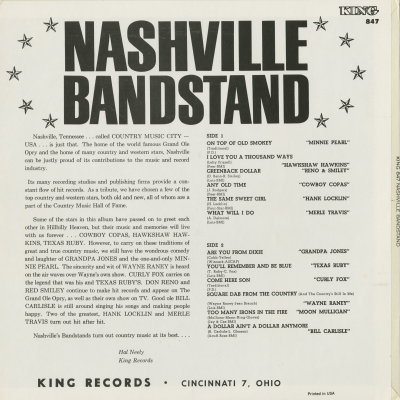 KING
847
NASHVILLE
BANDSTAND
Nashville, Tennessee . . . called COUNTRY MUSIC CITY —
USA . . . is just that. The home of the world famous Grand Ole
Opry and the home of many country and western stars, Nashville
can be justly proud of its contributions to the music and record
industry.
Its many recording studios and publishing firms provide a con-
stant flow of hit records. As a tribute, we have chosen a few of the
top country and western stars, both old and new, all of whom are a
part of the Country Music Hall of Fame.
Some of the stars in this album have passed on to greet each
other in Hillbilly Heaven, but their music and memories will live
with us forever . . . COWBOY COPAS, HAWKSHAW HAW-
KINS, TEXAS RUBY. However, to carry on these traditions of
great and true country music, we still have the wondrous comedy
and laughter of GRANDPA JONES and the one-and-only MIN-
NIE PEARL. The sincerity and wit of WAYNE RANEY is heard
on the air waves over Wayne's own show. CURLY FOX carries on
the legend that was his and TEXAS RUBY'S. DON RENO and
RED SMILEY continue to make hit records and appear on The
Grand Ole Opry, as well as their own show on TV. Good ole BILL
CARLISLE is still around singing his songs and making people
happy. Two of the greatest, HANK LOCKLIN and MERLE
TRAVIS turn out hit after hit.
Nashville's Bandstands turn out country music at its best. . . .
Hal Neely
King Records
SIDE 1
ON TOP OF OLD SMOKEY "MINNIE PEARL"
(Traditional)
(P.D.)
I LOVE YOU A THOUSAND WAYS
"HAWKSHAW HAWKINS"
GREENBACK DOLLAR "RENO & SMILEY"
ANY OLD TIME "COWBOY COPAS"
(J. Rodgers)
THE SAME SWEET GIRL "HANK LOCKLIN"
(H. Locklin)
WHAT WILL I DO "MERLE TRAVIS"
SIDE 2
ARE YOU FROM DIXIE "GRANDPA JONES"
YOU'LL REMEMBER AND BE BLUE "TEXAS RUBY"
COME HERE SON "CURLY FOX"
(Traditional)
(P.D.)
SQUARE DAB FROM THE COUNTRY (And The Country's Still In Me)
"WAYNE RANEY"
TOO MANY IRONS IN THE FIRE "MOON MULLIGAN"
A DOLLAR AIN'T A DOLLAR ANYMORE
"BILL CARLISLE"
KING 847 NASHVILLE BANDSTAND
KING RECORDS • CINCINNATI 7, OHIO
Printed in USA